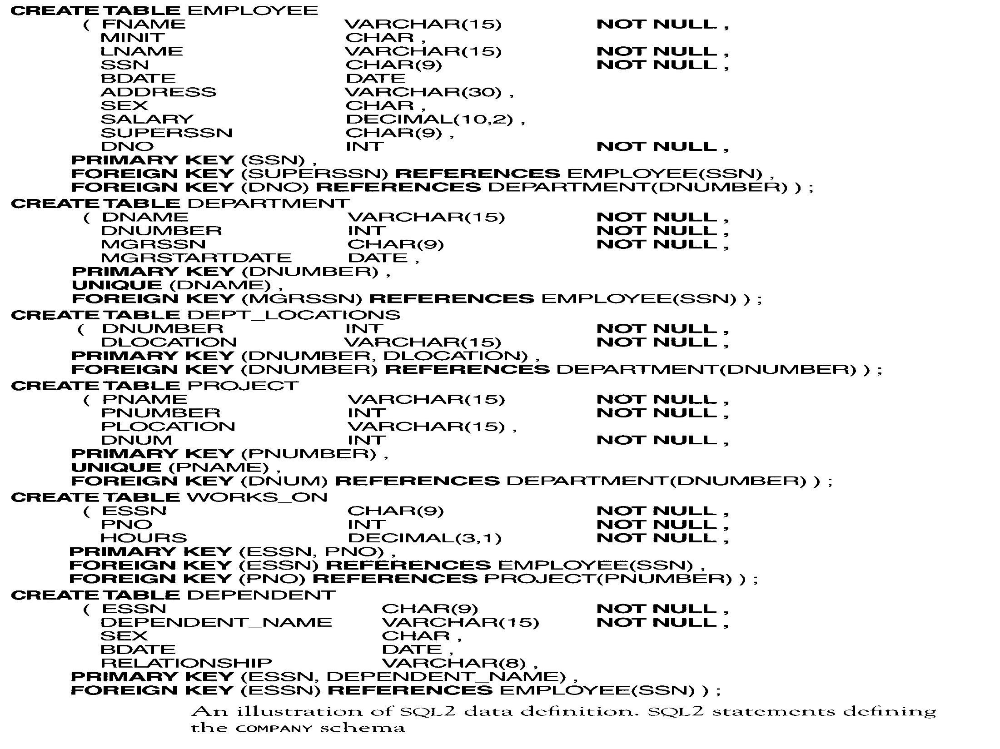 CREATE TABLE EMPLOYEE
( FNAME VARCHAR(15) NOT NULL ,
MINIT CHAR ,
LNAME VARCHAR(15) NOT NULL ,
SSN CHAR(9) NOT NULL ,
BDATE DATE
ADDRESS VARCHAR(30) ,
SEX CHAR ,
SALARY DECIMAL(10,2) ,
SUPERSSN CHAR(9) ,
DNO INT NOT NULL ,
PRIMARY KEY (SSN) ,
FOREIGN KEY (SUPERSSN) REFERENCES EMPLOYEE(SSN) ,
FOREIGN KEY (DNO) REFERENCES DEPARTMENT(DNUMBER) ) ;
CREATE TABLE DEPARTMENT
( DNAME VARCHAR(15) NOT NULL ,
DNUMBER INT NOT NULL ,
MGRSSN CHAR(9) NOT NULL ,
MGRSTARTDATE DATE ,
PRIMARY KEY (DNUMBER) ,
UNIQUE (DNAME) ,
FOREIGN KEY (MGRSSN) REFERENCES EMPLOYEE(SSN) ) ;
CREATE TABLE DEPT_LOCATIONS
( DNUMBER INT NOT NULL ,
DLOCATION VARCHAR(15) NOT NULL ,
PRIMARY KEY (DNUMBER, DLOCATION) ,
FOREIGN KEY (DNUMBER) REFERENCES DEPARTMENT(DNUMBER) ) ;
CREATE TABLE PROJECT
( PNAME VARCHAR(15) NOT NULL ,
PNUMBER INT NOT NULL ,
PLOCATION VARCHAR(15) ,
DNUM INT NOT NULL ,
PRIMARY KEY (PNUMBER) ,
UNIQUE (PNAME) ,
FOREIGN KEY (DNUM) REFERENCES DEPARTMENT(DNUMBER) ) ;
CREATE TABLE WORKS_ON
( ESSN CHAR(9) NOT NULL ,
PNO INT NOT NULL ,
HOURS DECIMAL(3,1) NOT NULL ,
PRIMARY KEY (ESSN, PNO) ,
FOREIGN KEY (ESSN) REFERENCES EMPLOYEE(SSN) ,
FOREIGN KEY (PNO) REFERENCES PROJECT(PNUMBER) ) ;
CREATE TABLE DEPENDENT
( ESSN CHAR(9) NOT NULL ,
DEPENDENT_NAME VARCHAR(15) NOT NULL ,
SEX CHAR ,
BDATE DATE ,
RELATIONSHIP VARCHAR(8) ,
PRIMARY KEY (ESSN, DEPENDENT_NAME) ,
FOREIGN KEY (ESSN) REFERENCES EMPLOYEE(SSN) ) ;
An illustration of SQL2 data definition. SQL2 statements defining
the COMPANY schema